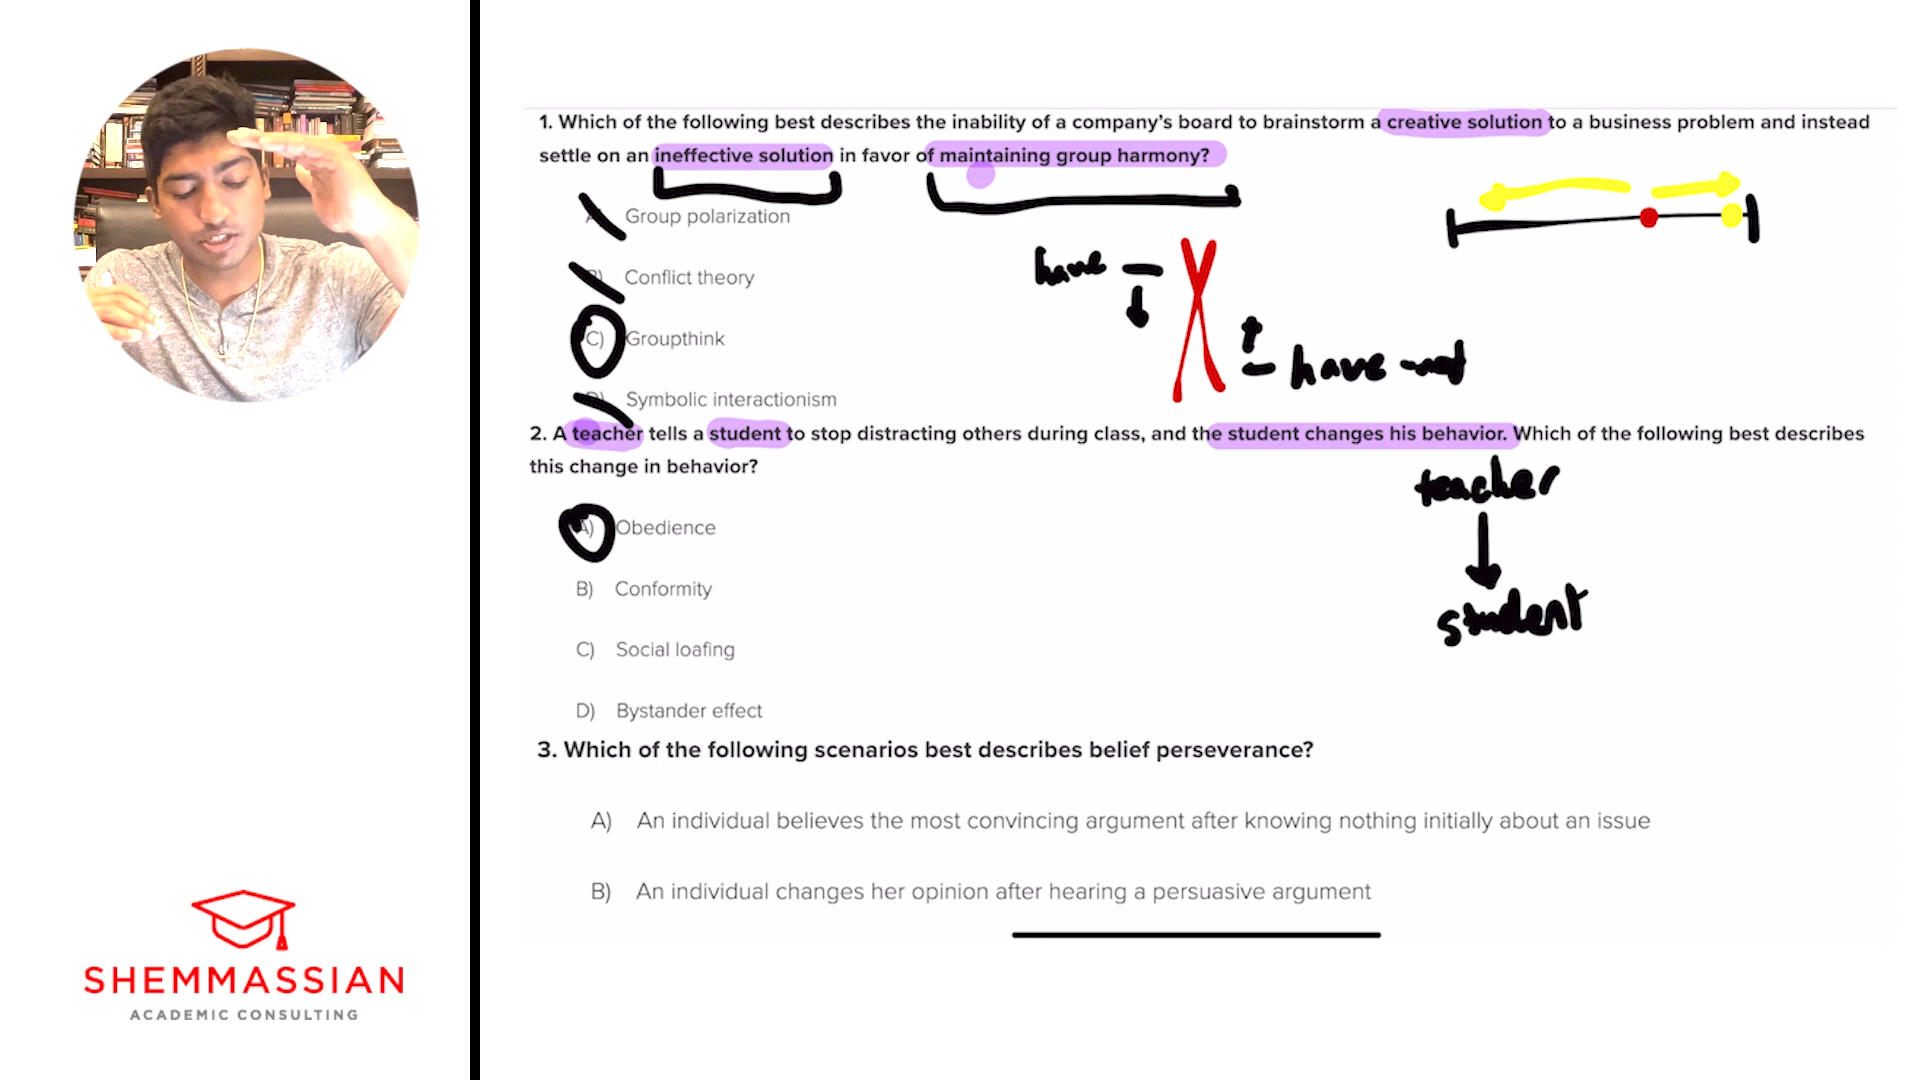 1. Which of the following best describes the inability of a company's board to brainstorm a creative solution to a business problem and instead
settle on an ineffective solution in favor of maintaining group harmony?
Group polarization
Conflict theory
C) Groupthink
Symbolic interactionism
have
have not
2. A teacher tells a student to stop distracting others during class, and the student changes his behavior. Which of the following best describes
this change in behavior?
A) Obedience
B) Conformity
C) Social loafing
D) Bystander effect
teacher
student
3. Which of the following scenarios best describes belief perseverance?
A) An individual believes the most convincing argument after knowing nothing initially about an issue
B) An individual changes her opinion after hearing a persuasive argument
SHEMMASSIAN
ACADEMIC CONSULTING